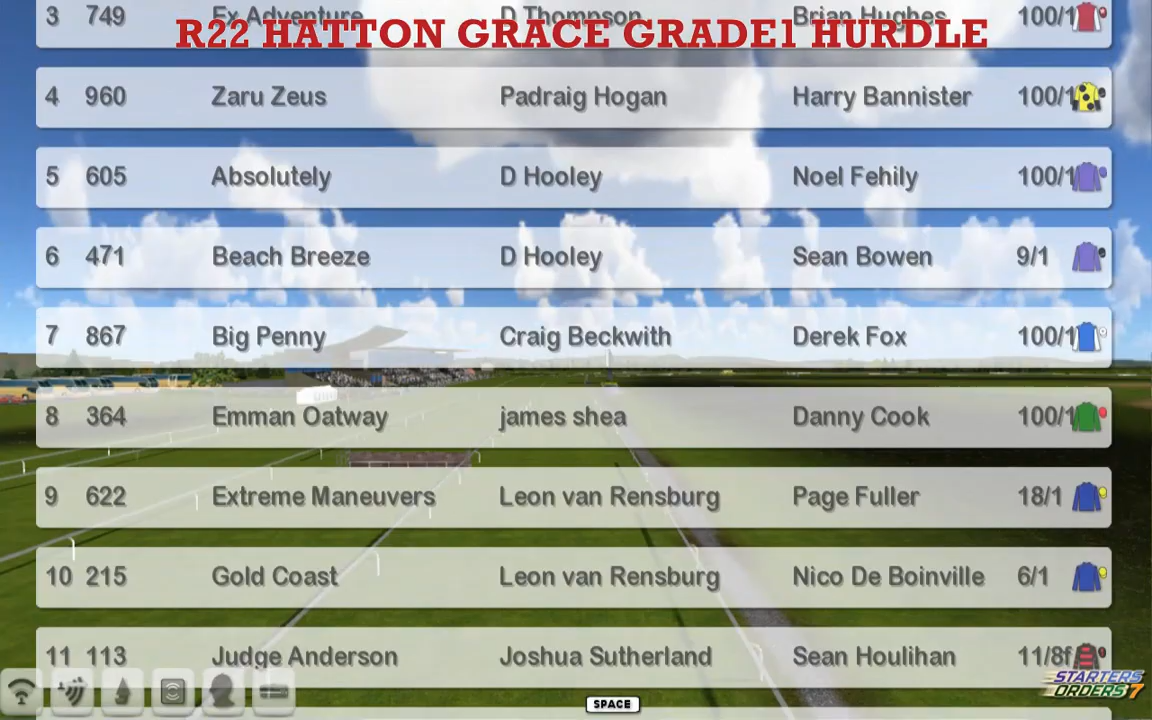 3 749 Ex Adventure D Thompson Brian Hughes 100/1
R22 HATTON GRACE GRADE1 HURDLE
4 960 Zaru Zeus Padraig Hogan Harry Bannister 100/1
5 605 Absolutely D Hooley Noel Fehily 100/1
6 471 Beach Breeze D Hooley Sean Bowen 9/1
7 867 Big Penny Craig Beckwith Derek Fox 100/1
8 364 Emman Oatway james shea Danny Cook 100/1
9 622 Extreme Maneuvers Leon van Rensburg Page Fuller 18/1
10 215 Gold Coast Leon van Rensburg Nico De Boinville 6/1
11 113 Judge Anderson Joshua Sutherland Sean Houlihan 11/8f
STARTERS
ORDERS 7
SPACE